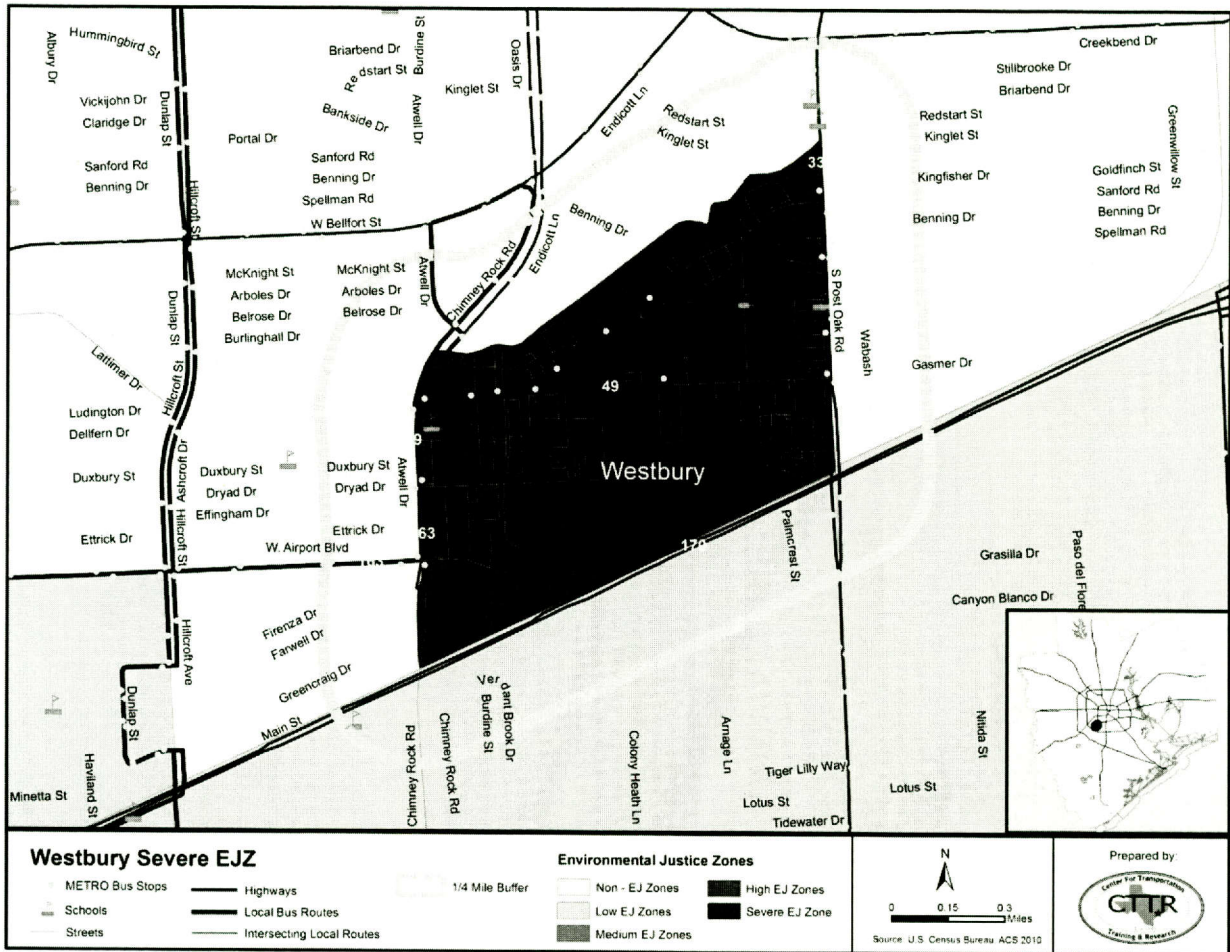 Hummingbird St
Albury Dr
Dunlap St
Briarbend Dr
Burdine St
Redstart St
Oasis Dr
Kinglet St
Vickijohn Dr
Claridge Dr
Bankside Dr
Atwell Dr
Portal Dr
Sanford Rd
Benning Dr
Sanford Rd
Benning Dr
Spellman Rd
W Bellfort St
Hillcroft St
Endicott Ln
Redstart St
Kinglet St
Creekbend Dr
Stillbrooke Dr
Briarbend Dr
Redstart St
Kinglet St
Greenwillow St
Kingfisher Dr
Goldfinch St
Sanford Rd
Benning Dr
Benning Dr
Spellman Rd
33
Benning Dr
Endicott Ln
Chimney Rock Rd
McKnight St
Arboles Dr
Belrose Dr
Burlinghall Dr
McKnight St
Arboles Dr
Belrose Dr
Atwell Dr
Dunlap St
Lattimer Dr
Hillcroft St
S Post Oak Rd
Wabash
Gasmer Dr
49
Westbury
Ludington Dr
Dellfern Dr
Duxbury St
Ashcroft Dr
Duxbury St
Dryad Dr
Effingham Dr
Duxbury St
Dryad Dr
Atwell Dr
9
Ettrick Dr
Hillcroft St
Ettrick Dr
W. Airport Blvd
63
Palmcrest St
Grasilla Dr
Canyon Blanco Dr
Hillcroft Ave
Firenza Dr
Farwell Dr
Greencraig Dr
Main St
Dunlap St
Haviland St
Minetta St
Chimney Rock Rd
Chimney Rock Rd
Burdine St
Verdant Brook Dr
Colony Heath Ln
Arnage Ln
Tiger Lilly Way
Lotus St
Tidewater Dr
Lotus St
Nitida St
Westbury Severe EJZ
METRO Bus Stops
Schools
Streets
Highways
Local Bus Routes
Intersecting Local Routes
1/4 Mile Buffer
Environmental Justice Zones
Non - EJ Zones
Low EJ Zones
Medium EJ Zones
High EJ Zones
Severe EJ Zone
N
0 0.15 0.3
Miles
Source: U.S. Census Bureau ACS 2010
Prepared by:
Center For Transportation
CTTR
Training & Research